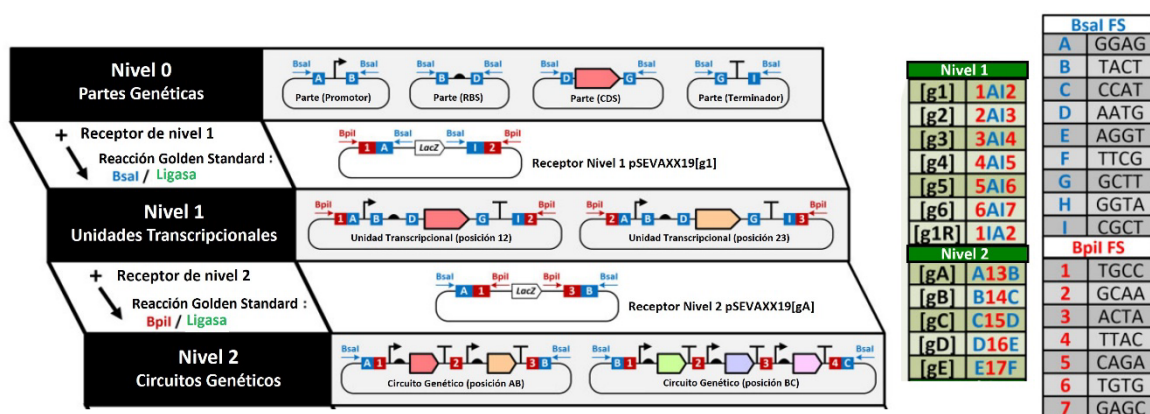 Nivel 0
Partes Genéticas
BsaI BsaI BsaI BsaI BsaI BsaI BsaI BsaI
A B B D D G G I
Parte (Promotor) Parte (RBS) Parte (CDS) Parte (Terminador)
+ Receptor de nivel 1
Reacción Golden Standard :
BsaI / Ligasa
BpiI BsaI BsaI BpiI
1 A LacZ I 2
Receptor Nivel 1 pSEVAXX19[g1]
Nivel 1
Unidades Transcripcionales
BpiI BpiI BpiI BpiI
1 A B D G I 2 2 A B D G I 3
Unidad Transcripcional (posición 12) Unidad Transcripcional (posición 23)
+ Receptor de nivel 2
Reacción Golden Standard :
BpiI / Ligasa
BsaI BpiI BpiI BsaI
A 1 LacZ 3 B
Receptor Nivel 2 pSEVAXX19[gA]
Nivel 2
Circuitos Genéticos
BsaI BsaI BsaI BsaI
A 1 2 3 B B 1 2 3 4 C
Circuito Genético (posición AB) Circuito Genético (posición BC)
Nivel 1
[g1] 1AI2
[g2] 2AI3
[g3] 3AI4
[g4] 4AI5
[g5] 5AI6
[g6] 6AI7
[g1R] 1IA2
Nivel 2
[gA] A13B
[gB] B14C
[gC] C15D
[gD] D16E
[gE] E17F
BsaI FS
A GGAG
B TACT
C CCAT
D AATG
E AGGT
F TTCG
G GCTT
H GGTA
I CGCT
BpiI FS
1 TGCC
2 GCAA
3 ACTA
4 TTAC
5 CAGA
6 TGTG
7 GAGC